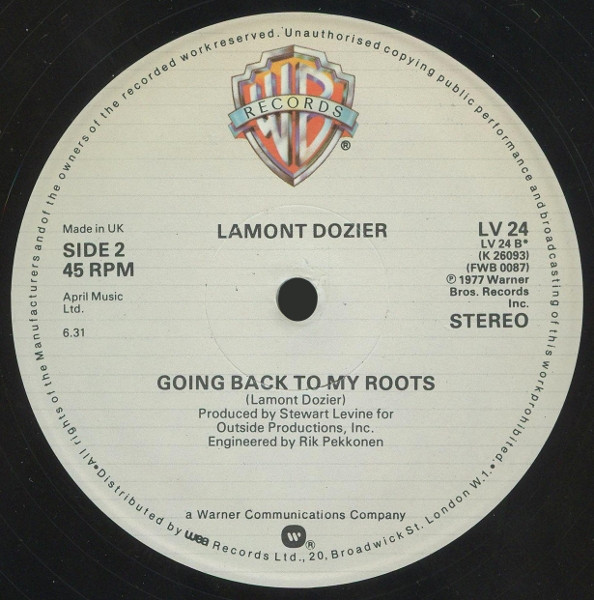 All rights of the Manufacturers and of the owners of the recorded work reserved. Unauthorised copying public performance and broadcasting of this work prohibited.
WB
RECORDS
®
LAMONT DOZIER
Made in UK
SIDE 2
45 RPM
April Music
Ltd.
6.31
LV 24
LV 24 B*
(K 26093)
(FWB 0087)
℗ 1977 Warner
Bros. Records
Inc.
STEREO
GOING BACK TO MY ROOTS
(Lamont Dozier)
Produced by Stewart Levine for
Outside Productions, Inc.
Engineered by Rik Pekkonen
a Warner Communications Company
®
• Distributed by wea Records Ltd., 20, Broadwick St. London W.1. •